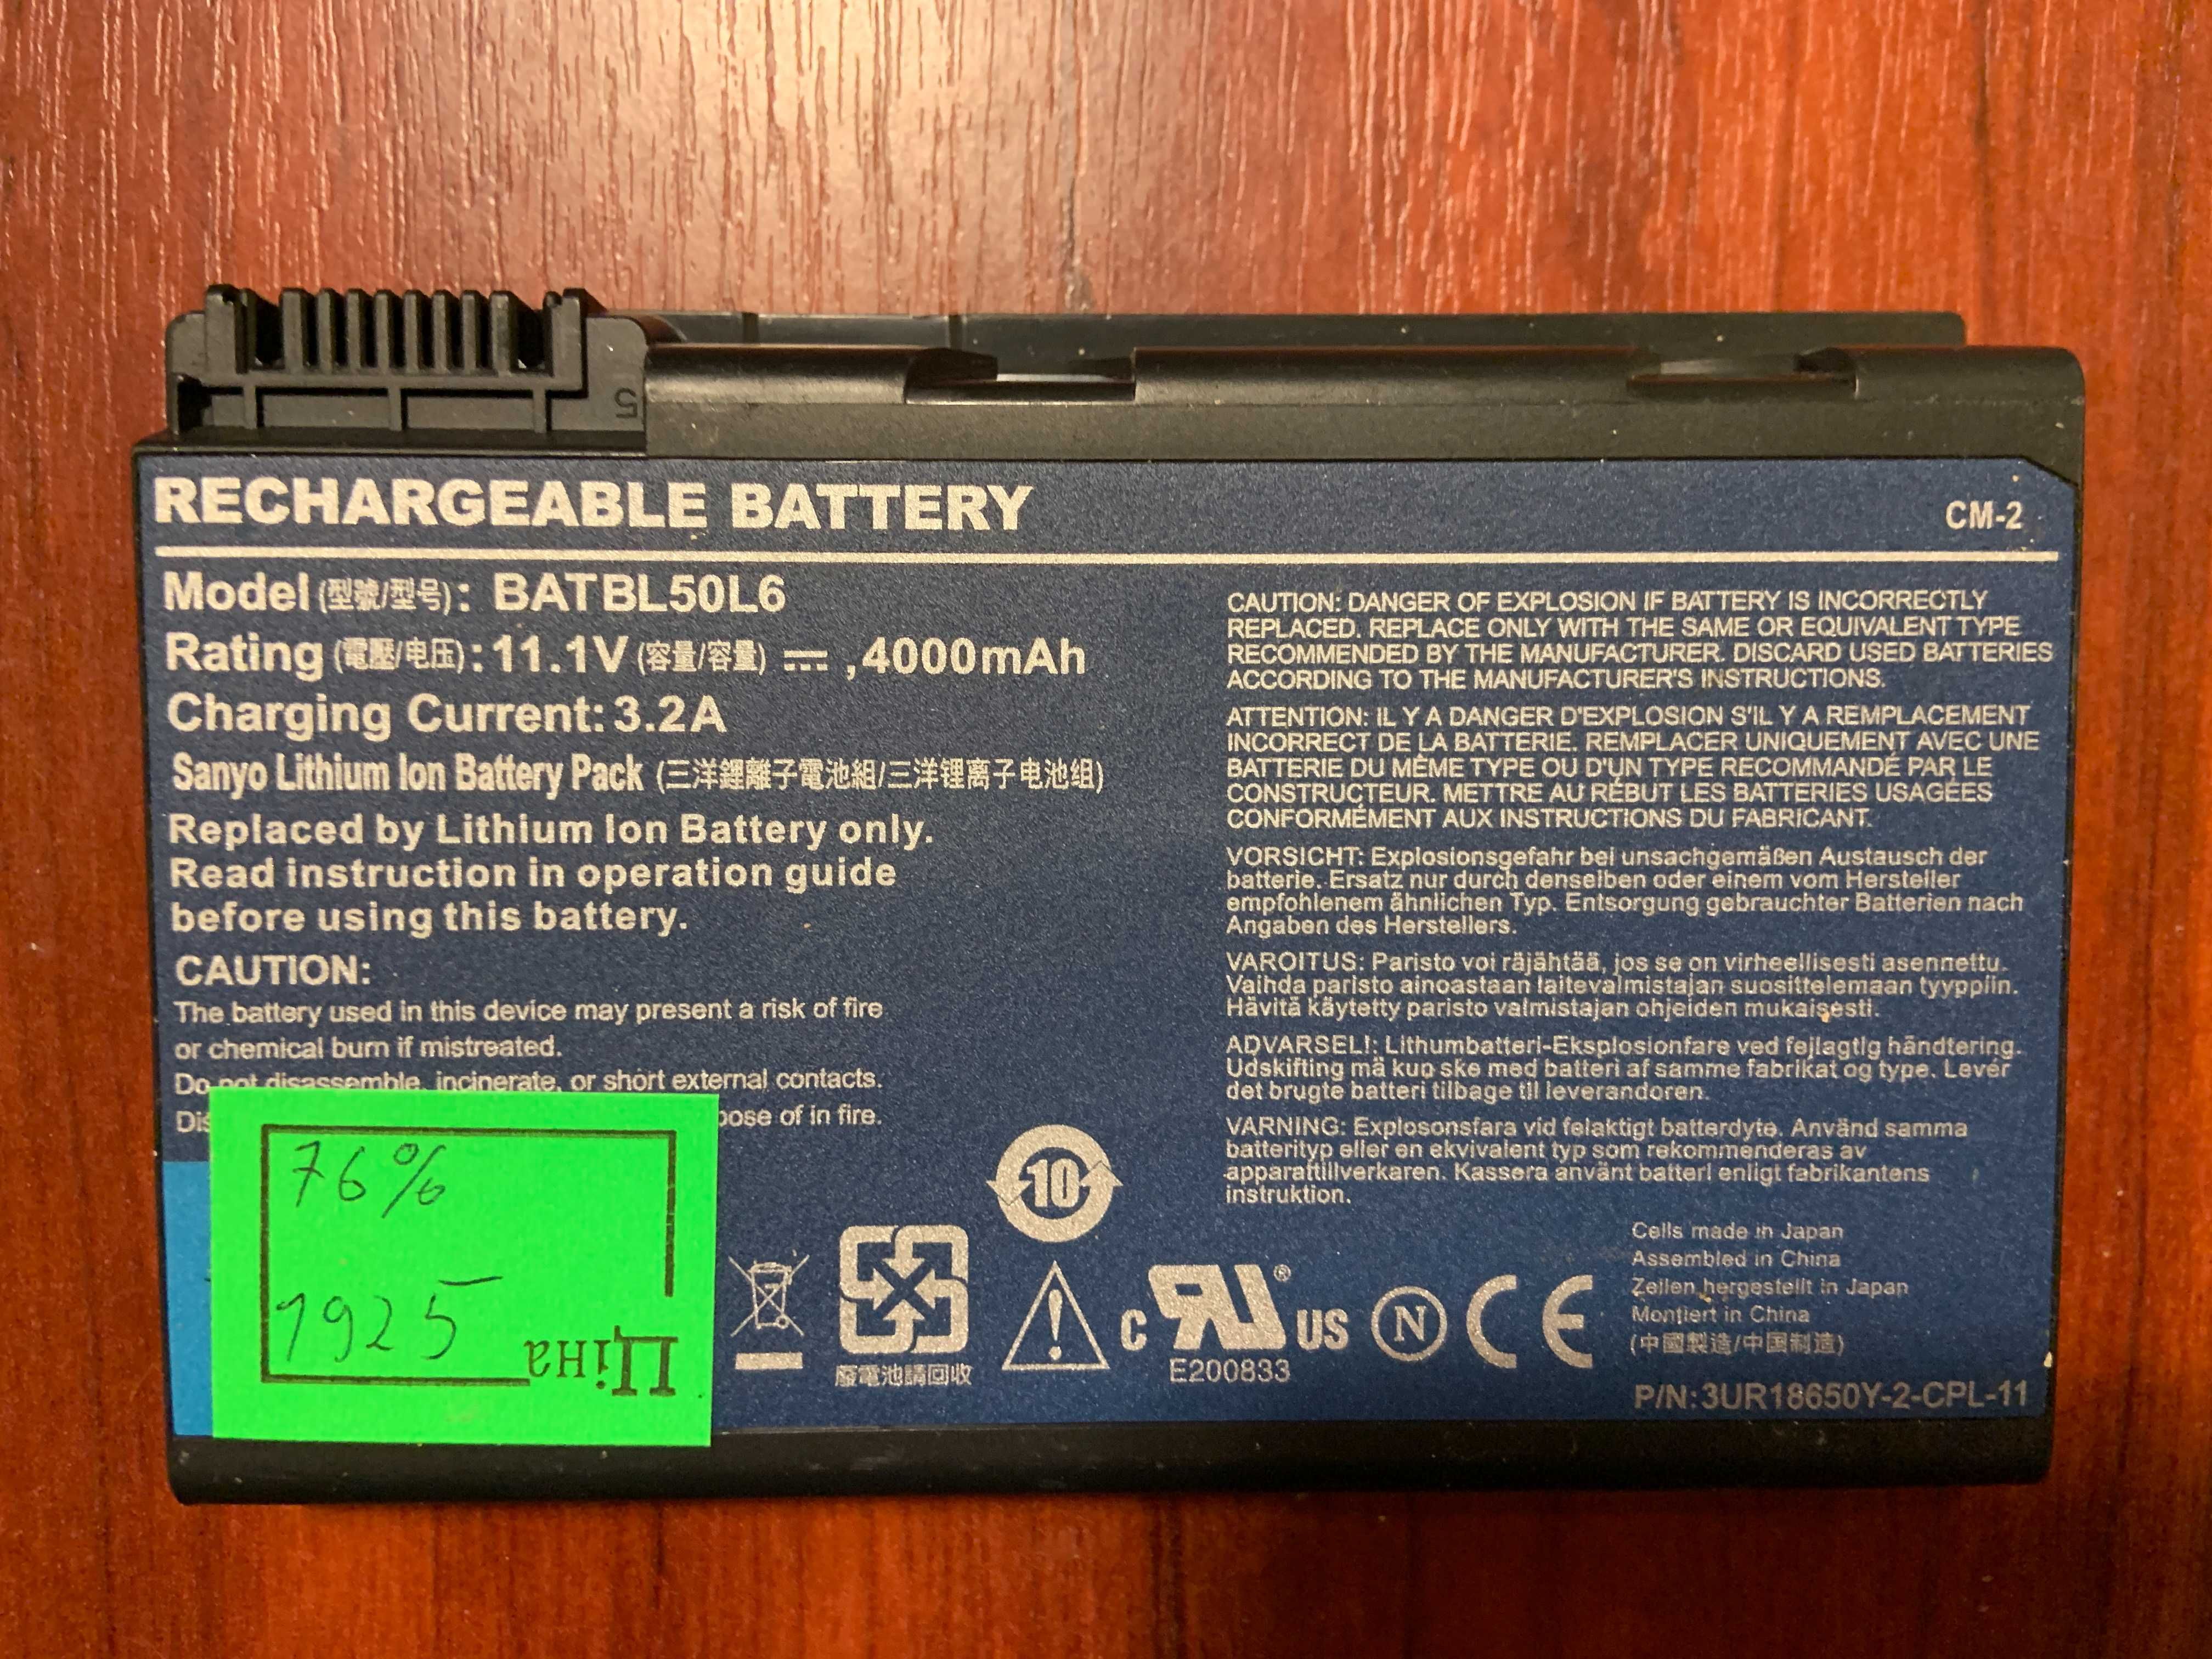 5
RECHARGEABLE BATTERY
CM-2
Model (型號/型号): BATBL50L6
Rating (電壓/电压): 11.1V (容量/容量) ⎓ ,4000mAh
Charging Current: 3.2A
Sanyo Lithium Ion Battery Pack (三洋鋰離子電池組/三洋锂离子电池组)
Replaced by Lithium Ion Battery only.
Read instruction in operation guide
before using this battery.
CAUTION:
The battery used in this device may present a risk of fire
or chemical burn if mistreated.
Do not disassemble, incinerate, or short external contacts.
of in fire.
76%
1925
Ціна
CAUTION: DANGER OF EXPLOSION IF BATTERY IS INCORRECTLY
REPLACED. REPLACE ONLY WITH THE SAME OR EQUIVALENT TYPE
RECOMMENDED BY THE MANUFACTURER. DISCARD USED BATTERIES
ACCORDING TO THE MANUFACTURER'S INSTRUCTIONS.
ATTENTION: IL Y A DANGER D'EXPLOSION S'IL Y A REMPLACEMENT
INCORRECT DE LA BATTERIE. REMPLACER UNIQUEMENT AVEC UNE
BATTERIE DU MÊME TYPE OU D'UN TYPE RECOMMANDÉ PAR LE
CONSTRUCTEUR. METTRE AU RÉBUT LES BATTERIES USAGÉES
CONFORMÉMENT AUX INSTRUCTIONS DU FABRICANT.
VORSICHT: Explosionsgefahr bei unsachgemäßen Austausch der
batterie. Ersatz nur durch denselben oder einem vom Hersteller
empfohlenem ähnlichen Typ. Entsorgung gebrauchter Batterien nach
Angaben des Herstellers.
VAROITUS: Paristo voi räjähtää, jos se on virheellisesti asennettu.
Vaihda paristo ainoastaan laitevalmistajan suosittelemaan tyyppiin.
Hävitä käytetty paristo valmistajan ohjeiden mukaisesti.
ADVARSEL!: Lithumbatteri-Eksplosionfare ved fejlagtig händtering.
Udskifting mä kup ske med batteri af samme fabrikat og type. Levér
det brugte batteri tilbage til leverandoren.
VARNING: Explosonsfara vid felaktigt batterdyte. Använd samma
batterityp eller en ekvivalent typ som rekommenderas av
apparattillverkaren. Kassera använt batteri enligt fabrikantens
instruktion.
10
廢電池請回收
c RU ® US
E200833
N
CE
Cells made in Japan
Assembled in China
Zellen hergestellt in Japan
Montiert in China
(中國製造/中国制造)
P/N:3UR18650Y-2-CPL-11